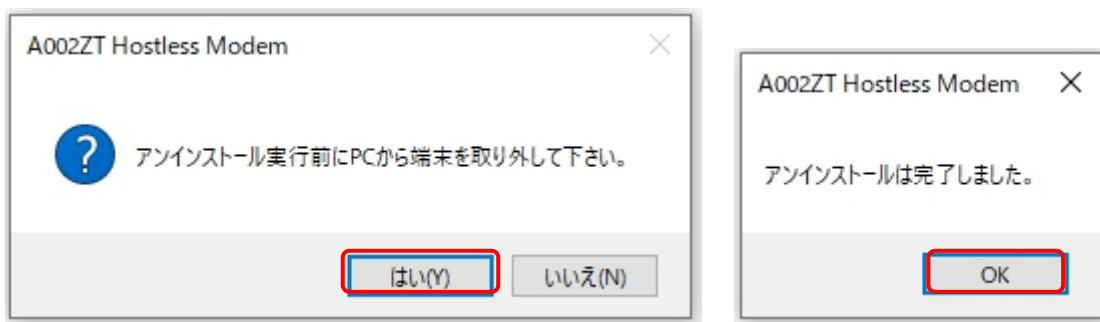 A002ZT Hostless Modem
アンインストール実行前にPCから端末を取り外して下さい。
はい(Y)
いいえ(N)
A002ZT Hostless Modem
アンインストールは完了しました。
OK